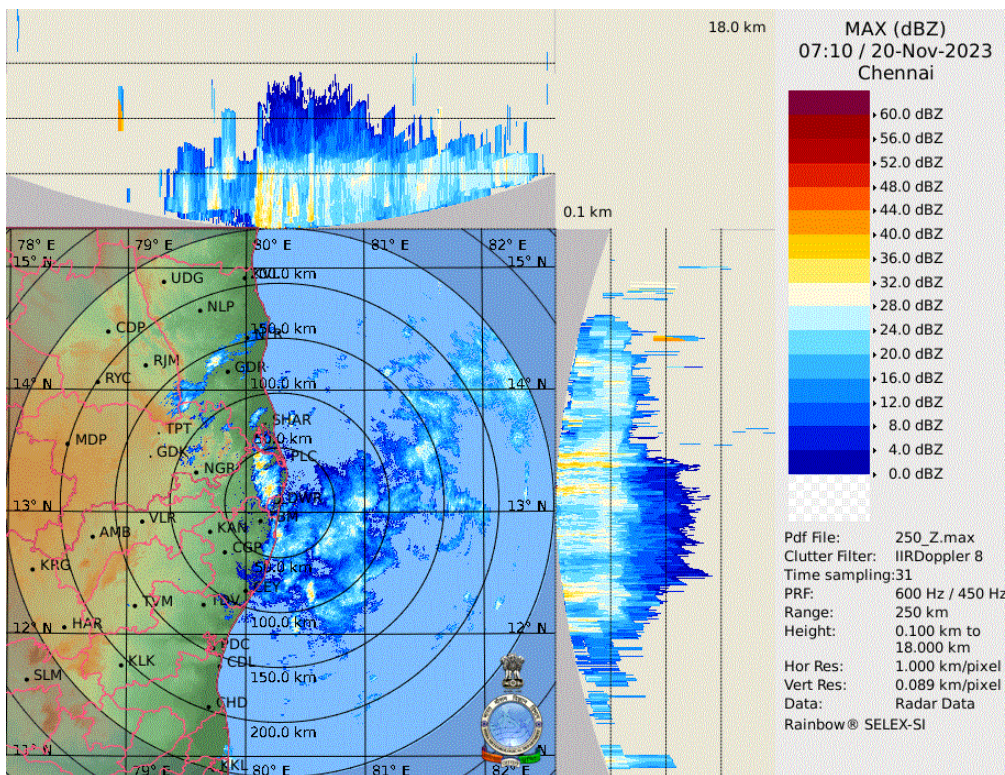 18.0 km
0.1 km
MAX (dBZ)
07:10 / 20-Nov-2023
Chennai
60.0 dBZ
56.0 dBZ
52.0 dBZ
48.0 dBZ
44.0 dBZ
40.0 dBZ
36.0 dBZ
32.0 dBZ
28.0 dBZ
24.0 dBZ
20.0 dBZ
16.0 dBZ
12.0 dBZ
8.0 dBZ
4.0 dBZ
0.0 dBZ
Pdf File: 250_Z.max
Clutter Filter: IIRDoppler 8
Time sampling:31
PRF: 600 Hz / 450 Hz
Range: 250 km
Height: 0.100 km to
18.000 km
Hor Res: 1.000 km/pixel
Vert Res: 0.089 km/pixel
Data: Radar Data
Rainbow® SELEX-SI
78° E 79° E 80° E 81° E 82° E
15° N 15° N
UDG
NLP
150.0 km
CDP
RJM GDR
RYC 100.0 km
14° N 14° N
SHAR
TPT
MDP
GDK PLC
NGR
DWR
13° N 13° N
VLR
AMB KAN
CGP
KRG 50.0 km
TVM
100.0 km
HAR 12° N 12° N
PDC
KLK CDL
SLM 150.0 km
CHD
200.0 km
11° N 11° N
KKL
79° E 80° E 81° E 82° E